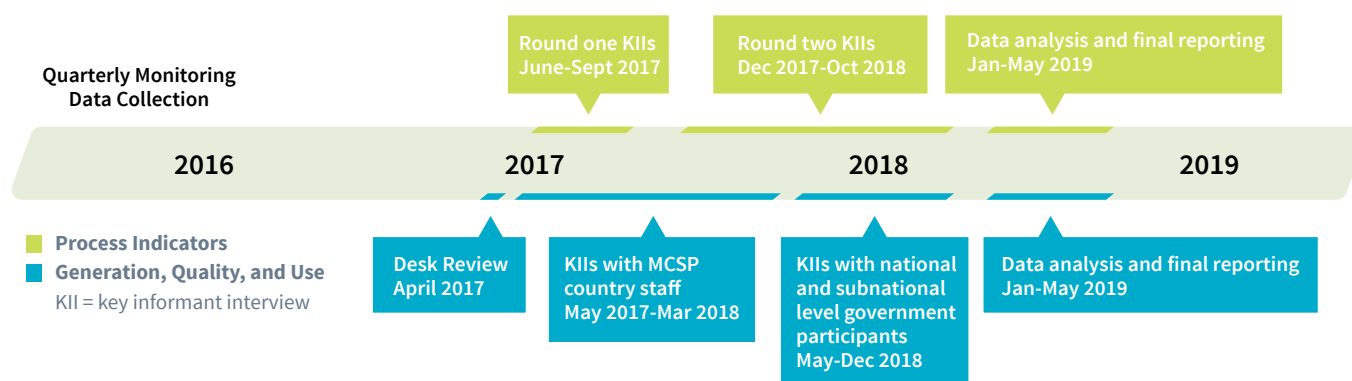 Round one KIIs
June-Sept 2017
Round two KIIs
Dec 2017-Oct 2018
Data analysis and final reporting
Jan-May 2019
Quarterly Monitoring
Data Collection
2016
2017
2018
2019
Process Indicators
Generation, Quality, and Use
KII = key informant interview
Desk Review
April 2017
KIIs with MCSP
country staff
May 2017-Mar 2018
KIIs with national
and subnational
level government
participants
May-Dec 2018
Data analysis and final reporting
Jan-May 2019